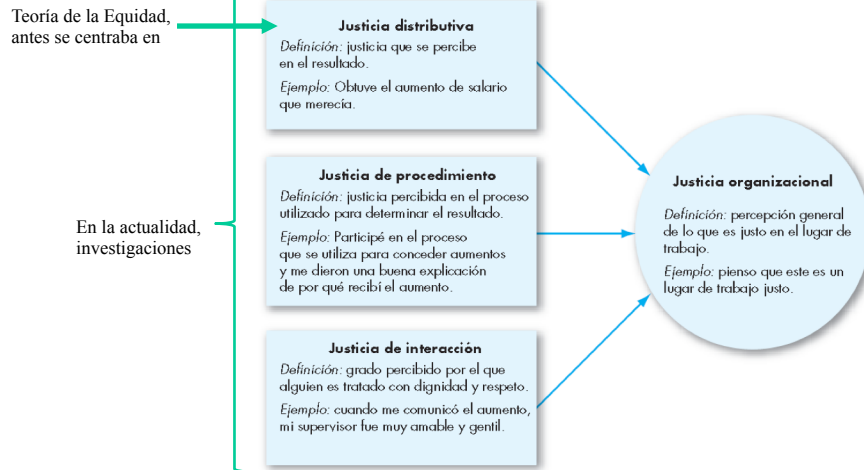 Teoría de la Equidad,
antes se centraba en
Justicia distributiva
Definición: justicia que se percibe
en el resultado.
Ejemplo: Obtuve el aumento de salario
que merecía.
En la actualidad,
investigaciones
Justicia de procedimiento
Definición: justicia percibida en el proceso
utilizado para determinar el resultado.
Ejemplo: Participé en el proceso
que se utiliza para conceder aumentos
y me dieron una buena explicación
de por qué recibí el aumento.
Justicia de interacción
Definición: grado percibido por el que
alguien es tratado con dignidad y respeto.
Ejemplo: cuando me comunicó el aumento,
mi supervisor fue muy amable y gentil.
Justicia organizacional
Definición: percepción general
de lo que es justo en el lugar de
trabajo.
Ejemplo: pienso que este es un
lugar de trabajo justo.